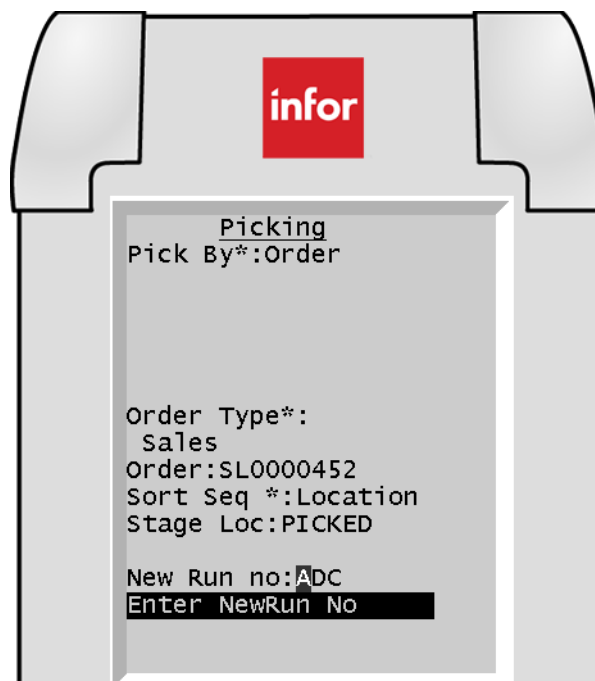 infor
Picking
Pick By*:Order
Order Type*:
Sales
Order:SL0000452
Sort Seq *:Location
Stage Loc:PICKED
New Run no:ADC
Enter NewRun No